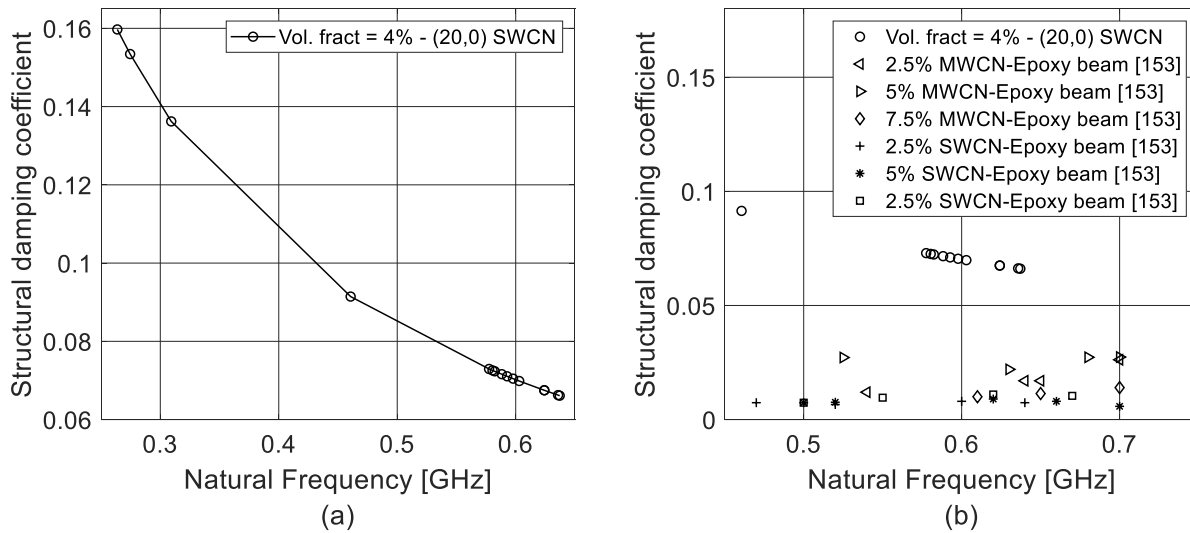 Vol. fract = 4% - (20,0) SWCN
0.16
0.14
0.12
0.1
0.08
0.06
Structural damping coefficient
0.3
0.4
0.5
0.6
Natural Frequency [GHz]
(a)
Vol. fract = 4% - (20,0) SWCN
2.5% MWCN-Epoxy beam [153]
5% MWCN-Epoxy beam [153]
7.5% MWCN-Epoxy beam [153]
2.5% SWCN-Epoxy beam [153]
5% SWCN-Epoxy beam [153]
2.5% SWCN-Epoxy beam [153]
0.15
0.1
0.05
0
Structural damping coefficient
0.5
0.6
0.7
Natural Frequency [GHz]
(b)